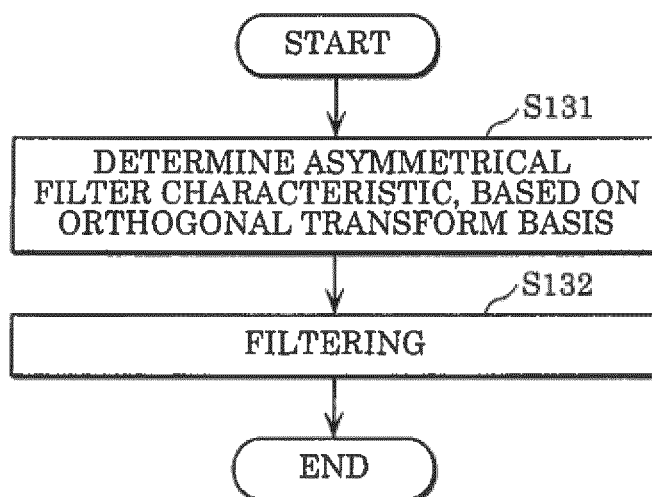 START
S131
DETERMINE ASYMMETRICAL
FILTER CHARACTERISTIC, BASED ON
ORTHOGONAL TRANSFORM BASIS
S132
FILTERING
END